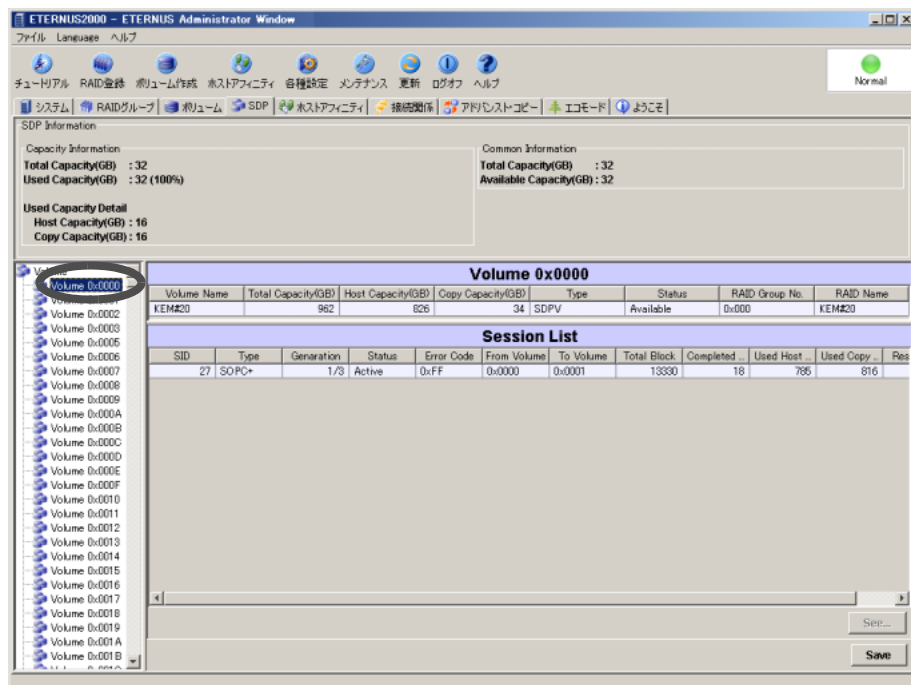 ETERNUS2000 - ETERNUS Administrator Window
ファイル Language ヘルプ
チュートリアル RAID登録 ボリューム作成 ホストアフィニティ 各種設定 メンテナンス 更新 ログオフ ヘルプ
Normal
システム RAIDグループ ボリューム SDP ホストアフィニティ 接続関係 アドバンスト・コピー エコモード ようこそ
SDP Information
Capacity Information
Total Capacity(GB) : 32
Used Capacity(GB) : 32 (100%)
Used Capacity Detail
Host Capacity(GB) : 16
Copy Capacity(GB) : 16
Common Information
Total Capacity(GB) : 32
Available Capacity(GB) : 32
Volume 0x0000
Volume 0x0002
Volume 0x0003
Volume 0x0005
Volume 0x0006
Volume 0x0007
Volume 0x0008
Volume 0x0009
Volume 0x000A
Volume 0x000B
Volume 0x000C
Volume 0x000D
Volume 0x000E
Volume 0x000F
Volume 0x0010
Volume 0x0011
Volume 0x0012
Volume 0x0013
Volume 0x0014
Volume 0x0015
Volume 0x0016
Volume 0x0017
Volume 0x0018
Volume 0x0019
Volume 0x001A
Volume 0x001B
Volume 0x0000
Volume Name Total Capacity(GB) Host Capacity(GB) Copy Capacity(GB) Type Status RAID Group No. RAID Name
KEM#20 962 826 34 SDPV Available 0x000 KEM#20
Session List
SID Type Genaration Status Error Code From Volume To Volume Total Block Completed ... Used Host ... Used Copy ... Res
27 SOPC+ 1/3 Active 0xFF 0x0000 0x0001 13330 18 785 816
See...
Save